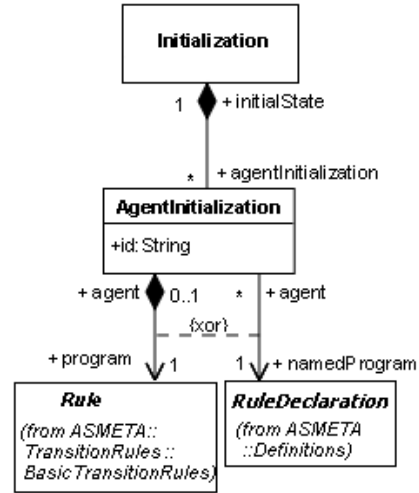 Initialization
1
+ initialState
*
+ agentInitialization
AgentInitialization
+id: String
+ agent
0..1
*
+ agent
{xor}
+ program
1
1
+ namedProgram
Rule
(from ASMETA::
TransitionRules ::
BasicTransitionRules)
RuleDeclaration
(from ASMETA
::Definitions)